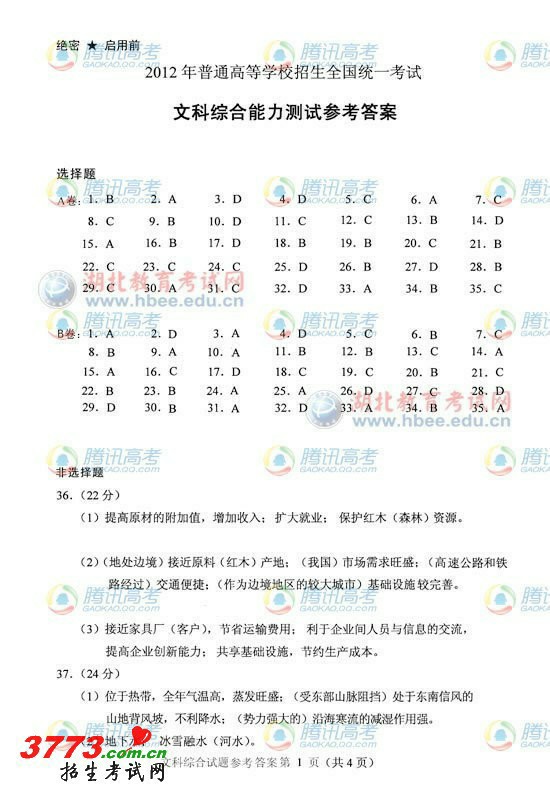 绝密 ★ 启用前
2012年普通高等学校招生全国统一考试
文科综合能力测试参考答案
选择题
A卷：1．B 2．A 3．D 4．D 5．C 6．A 7．C
8．C 9．B 10．D 11．C 12．C 13．B 14．D
15．A 16．B 17．D 18．B 19．B 20．C 21．B
22．C 23．C 24．C 25．D 26．B 27．D 28．B
29．C 30．A 31．C 32．D 33．A 34．B 35．C
B卷：1．A 2．D 3．A 4．D 5．C 6．B 7．C
8．B 9．A 10．A 11．B 12．B 13．C 14．A
15．A 16．C 17．D 18．C 19．C 20．B 21．C
22．B 23．B 24．A 25．A 26．D 27．C 28．D
29．D 30．B 31．A 32．D 33．A 34．B 35．A
非选择题
36．（22 分）
（1）提高原材的附加值，增加收入； 扩大就业； 保护红木（森林）资源。
（2）（地处边境）接近原料（红木）产地；（我国）市场需求旺盛；（高速公路和铁
路经过）交通便捷；（作为边境地区的较大城市）基础设施较完善。
（3）接近家具厂（客户），节省运输费用； 利于企业间人员与信息的交流，
提高企业创新能力； 共享基础设施，节约生产成本。
37．（24 分）
（1）位于热带，全年气温高，蒸发旺盛；（受东部山脉阻挡）处于东南信风的
山地背风坡，不利降水；（势力强大的）沿海寒流的减湿作用强。
地下水， 冰雪融水（河水）。
文科综合试题参考答案第 1 页（共 4 页）
腾讯高考
GAOKAO.QQ.COM
湖北教育考试网
www.hbee.edu.cn
3773.com
招生考试网